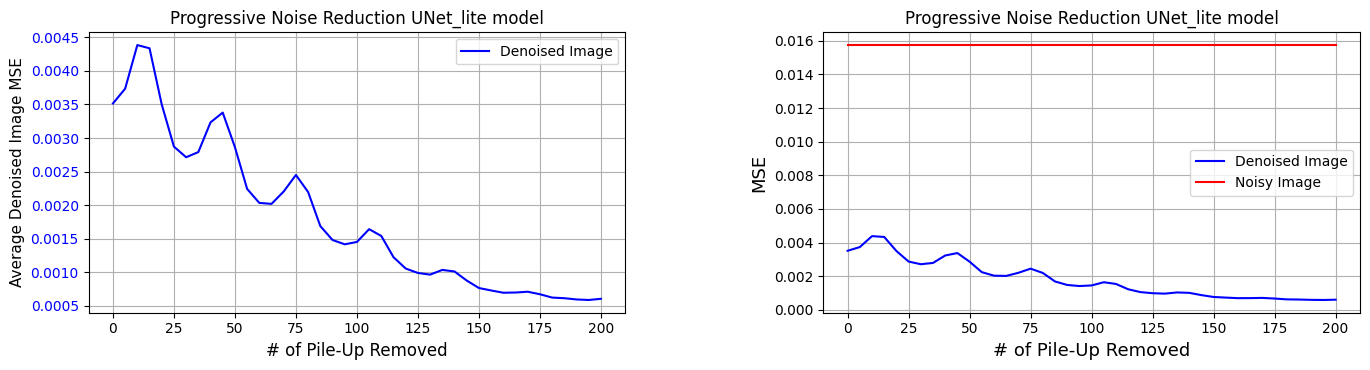 Progressive Noise Reduction UNet_lite model
Average Denoised Image MSE
0.0045
0.0040
0.0035
0.0030
0.0025
0.0020
0.0015
0.0010
0.0005
Denoised Image
0 25 50 75 100 125 150 175 200
# of Pile-Up Removed
Progressive Noise Reduction UNet_lite model
MSE
0.016
0.014
0.012
0.010
0.008
0.006
0.004
0.002
0.000
Denoised Image
Noisy Image
0 25 50 75 100 125 150 175 200
# of Pile-Up Removed